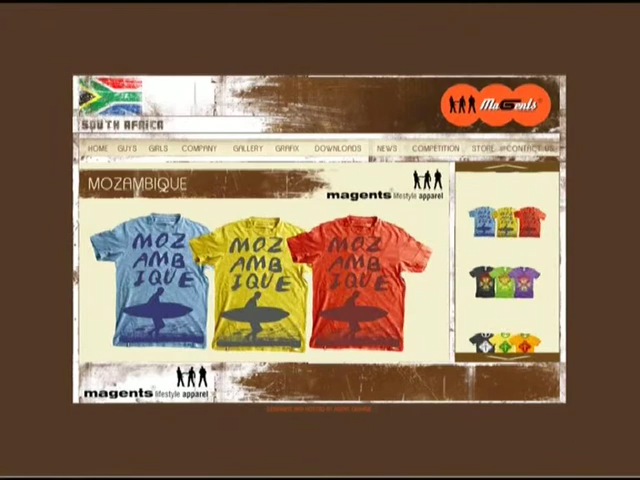 MaGents
SOUTH AFRICA
HOME GUYS GIRLS COMPANY GALLERY GRAFIX DOWNLOADS NEWS COMPETITION STORE CONTACT US
MOZAMBIQUE
magents lifestyle apparel
MOZ MOZ MOZ
AMB AMB AMB
IQUE IQUE IQUE
magents lifestyle apparel